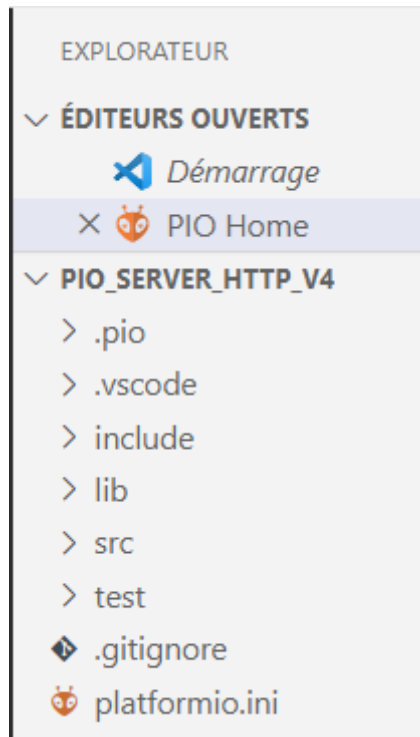 EXPLORATEUR
ÉDITEURS OUVERTS
Démarrage
PIO Home
PIO_SERVER_HTTP_V4
.pio
.vscode
include
lib
src
test
.gitignore
platformio.ini